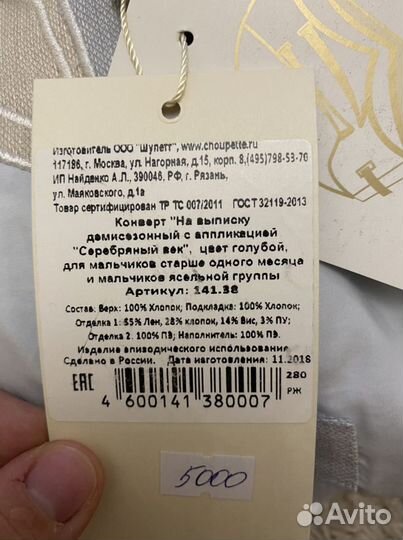 Изготовитель ООО "Шупетт", www.choupette.ru
117186, г. Москва, ул. Нагорная, д.15, корп. 8,(495)798-53-70
ИП Найденко А.Л., 390046, РФ, г. Рязань,
ул. Маяковского, д.1а
Товар сертифицирован ТР ТС 007/2011 ГОСТ 32119-2013
Конверт "На выписку
демисезонный с аппликацией
"Серебряный век", цвет голубой,
для мальчиков старше одного месяца
и мальчиков ясельной группы
Артикул: 141.38
Состав: Верх: 100% Хлопок; Подкладка: 100% Хлопок;
Отделка 1: 55% Лен, 28% хлопок, 14% Вис, 3% ПУ;
Отделка 2: 100% ПЭ; Наполнитель: 100% ПЭ.
Изделие эпизодического использования
Сделано в России. Дата изготовления: 11.2018
ЕАС
280
РЖ
4 600141 380007
5000
Avito